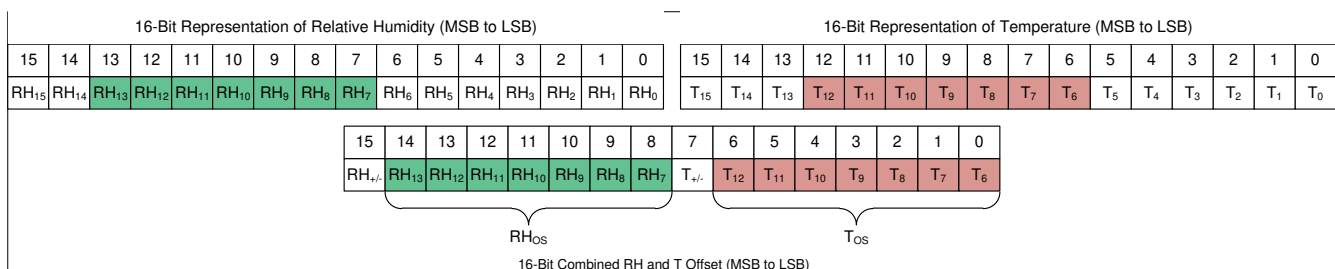 16-Bit Representation of Relative Humidity (MSB to LSB)
15 14 13 12 11 10 9 8 7 6 5 4 3 2 1 0
RH15 RH14 RH13 RH12 RH11 RH10 RH9 RH8 RH7 RH6 RH5 RH4 RH3 RH2 RH1 RH0
16-Bit Representation of Temperature (MSB to LSB)
15 14 13 12 11 10 9 8 7 6 5 4 3 2 1 0
T15 T14 T13 T12 T11 T10 T9 T8 T7 T6 T5 T4 T3 T2 T1 T0
15 14 13 12 11 10 9 8 7 6 5 4 3 2 1 0
RH+/- RH13 RH12 RH11 RH10 RH9 RH8 RH7 T+/- T12 T11 T10 T9 T8 T7 T6
RHOS TOS
16-Bit Combined RH and T Offset (MSB to LSB)